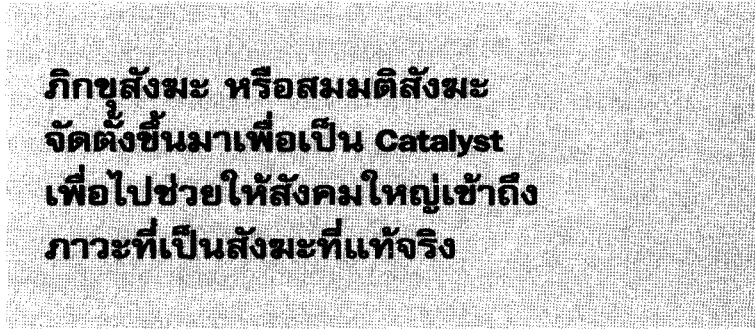 ภิกขุสังฆะ หรือสมมติสังฆะ
จัดตั้งขึ้นมาเพื่อเป็น Catalyst
เพื่อไปช่วยให้สังคมใหญ่เข้าถึง
ภาวะที่เป็นสังฆะที่แท้จริง